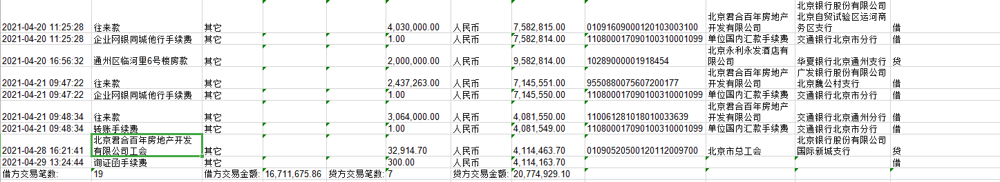 2021-04-20 11:25:28 往来款 其它 4,030,000.00 人民币 7,582,815.00 01091609000120103003100 北京君合百年房地产开发有限公司 北京银行股份有限公司北京自贸试验区运河商务区支行 借
2021-04-20 11:25:28 企业网银同城他行手续费 其它 1.00 人民币 7,582,814.00 110800017090100310001099 单位国内汇款手续费 交通银行北京市分行 借
2021-04-20 16:56:32 通州区临河里6号楼房款 其它 2,000,000.00 人民币 9,582,814.00 10289000001918454 北京永利永发酒店有限公司 华夏银行北京通州支行 贷
2021-04-21 09:47:22 往来款 其它 2,437,263.00 人民币 7,145,551.00 9550880075607200177 北京君合百年房地产开发有限公司 广发银行股份有限公司北京魏公村支行 借
2021-04-21 09:47:22 企业网银同城他行手续费 其它 1.00 人民币 7,145,550.00 110800017090100310001099 单位国内汇款手续费 交通银行北京市分行 借
2021-04-21 09:48:34 往来款 其它 3,064,000.00 人民币 4,081,550.00 110061281018010033639 北京君合百年房地产开发有限公司 交通银行北京通州分行 借
2021-04-21 09:48:34 转账手续费 其它 1.00 人民币 4,081,549.00 110800017090100310001099 单位国内汇款手续费 交通银行北京市分行 借
2021-04-28 16:21:41 北京君合百年房地产开发有限公司工会 其它 32,914.70 人民币 4,114,463.70 01090520500120112009700 北京市总工会 北京银行股份有限公司国际新城支行 贷
2021-04-29 13:24:44 询证函手续费 其它 300.00 人民币 4,114,163.70 借
借方交易笔数: 19 借方交易金额: 16,711,675.86 贷方交易笔数: 7 贷方交易金额: 20,774,929.10